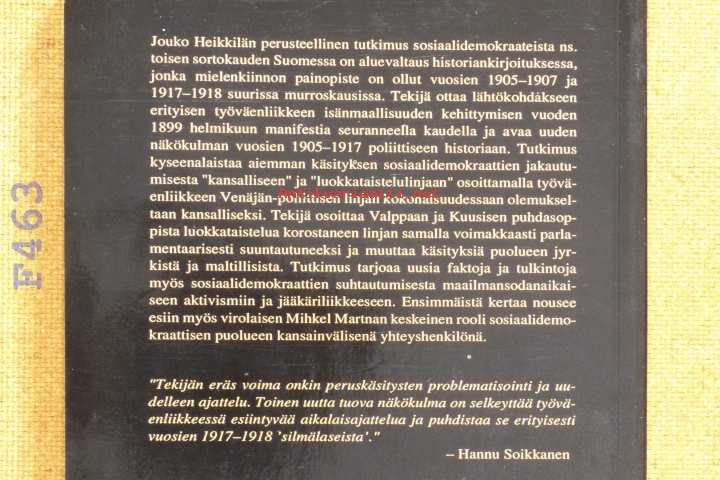 Jouko Heikkilän perusteellinen tutkimus sosiaalidemokraateista ns.
toisen sortokauden Suomessa on aluevaltaus historiankirjoituksessa,
jonka mielenkiinnon painopiste on ollut vuosien 1905–1907 ja
1917–1918 suurissa murroskausissa. Tekijä ottaa lähtökohdakseen
erityisen työväenliikkeen isänmaallisuuden kehittymisen vuoden
1899 helmikuun manifestia seuranneella kaudella ja avaa uuden
näkökulman vuosien 1905–1917 poliittiseen historiaan. Tutkimus
kyseenalaistaa aiemman käsityksen sosiaalidemokraattien jakautu-
misesta "kansalliseen" ja "luokkataistelulinjaan" osoittamalla työvä-
enliikkeen Venäjän-poliittisen linjan kokonaisuudessaan olemuksel-
taan kansalliseksi. Tekijä osoittaa Valppaan ja Kuusisen puhdasop-
pista luokkataistelua korostaneen linjan samalla voimakkaasti parla-
mentaarisesti suuntautuneeksi ja muuttaa käsityksiä puolueen jyr-
kistä ja maltillisista. Tutkimus tarjoaa uusia faktoja ja tulkintoja
myös sosiaalidemokraattien suhtautumisesta maailmansodanaikai-
seen aktivismiin ja jääkäriliikkeeseen. Ensimmäistä kertaa nousee
esiin myös virolaisen Mihkel Martnan keskeinen rooli sosiaalidemo-
kraattisen puolueen kansainvälisenä yhteyshenkilönä.
"Tekijän eräs voima onkin peruskäsitysten problematisointi ja uu-
delleen ajattelu. Toinen uutta tuova näkökulma on selkeyttää työvä-
enliikkeessä esiintyvää aikalaisajattelua ja puhdistaa se erityisesti
vuosien 1917–1918 'silmälaseista'."
– Hannu Soikkanen
F463